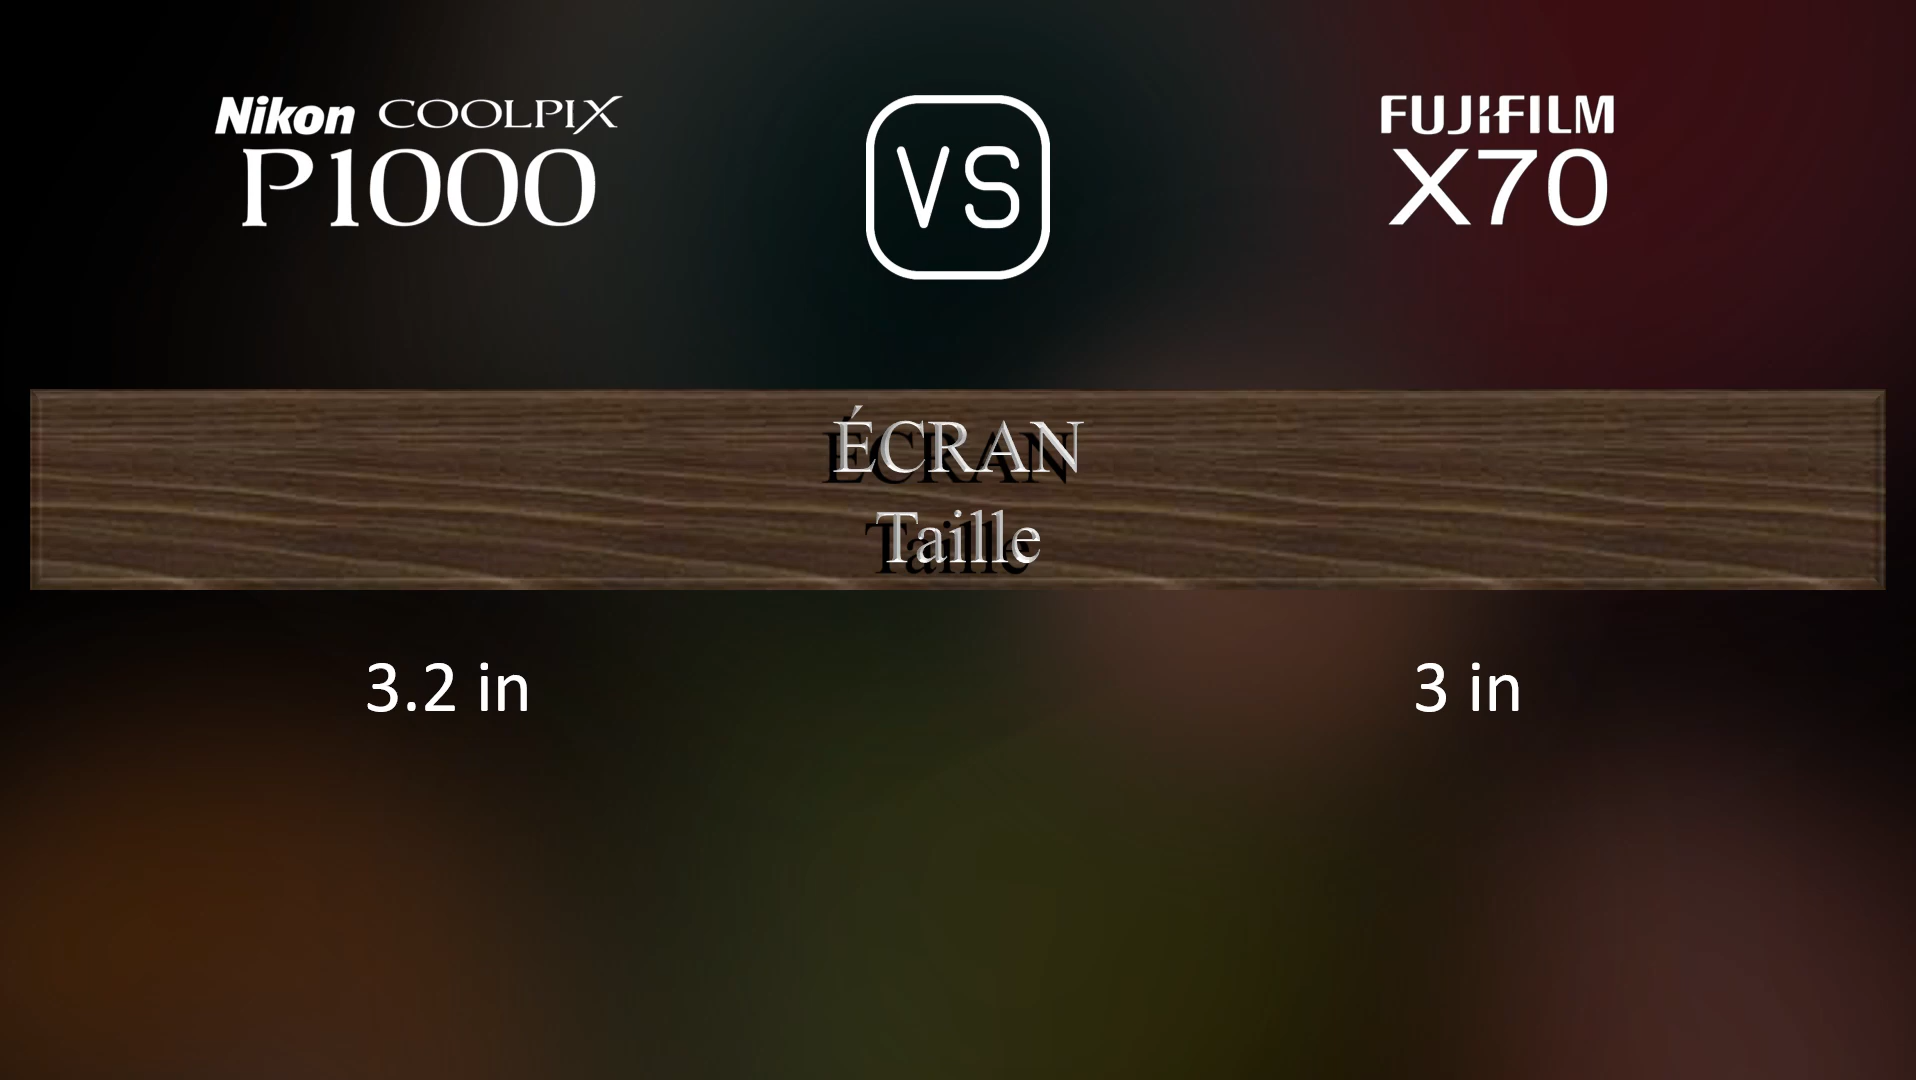 Nikon COOLPIX
P1000
VS
FUJIFILM
X70
ÉCRAN
Taille
3.2 in
3 in